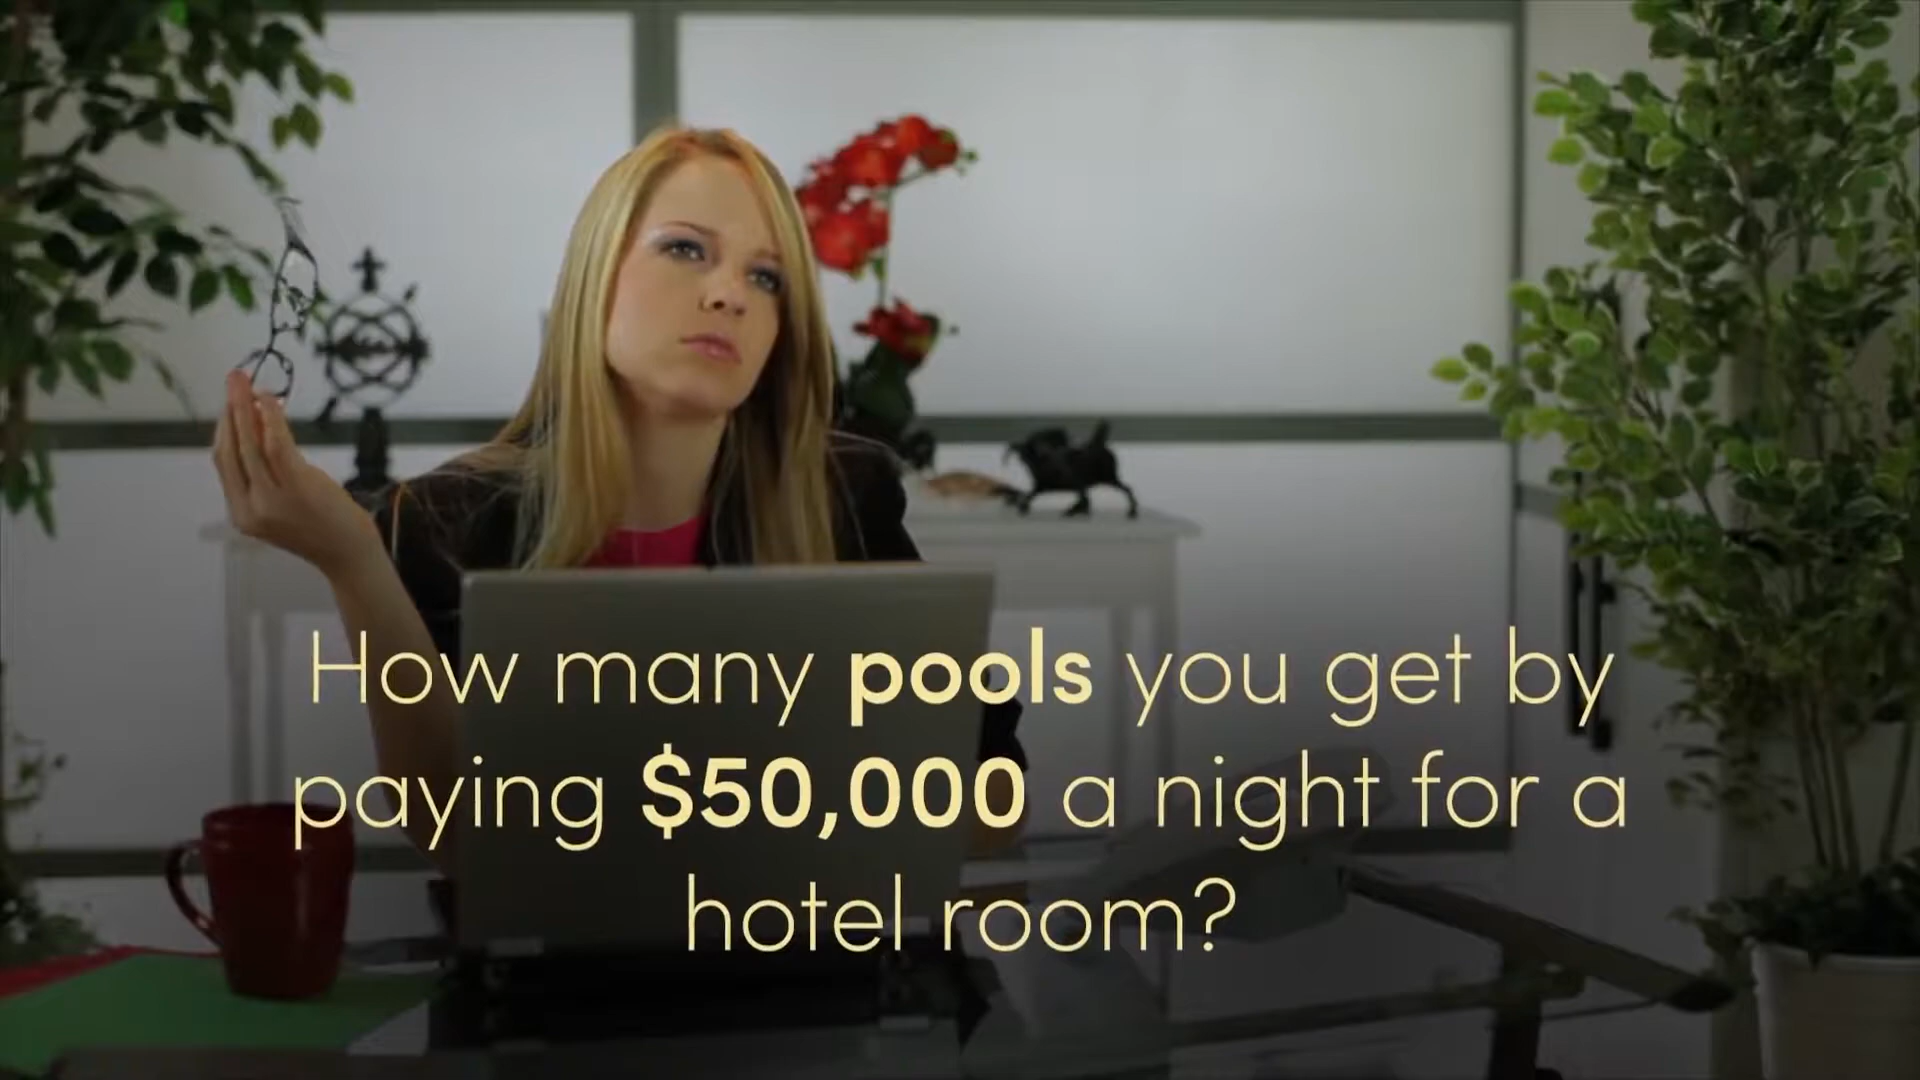 How many pools you get by
paying $50,000 a night for a
hotel room?